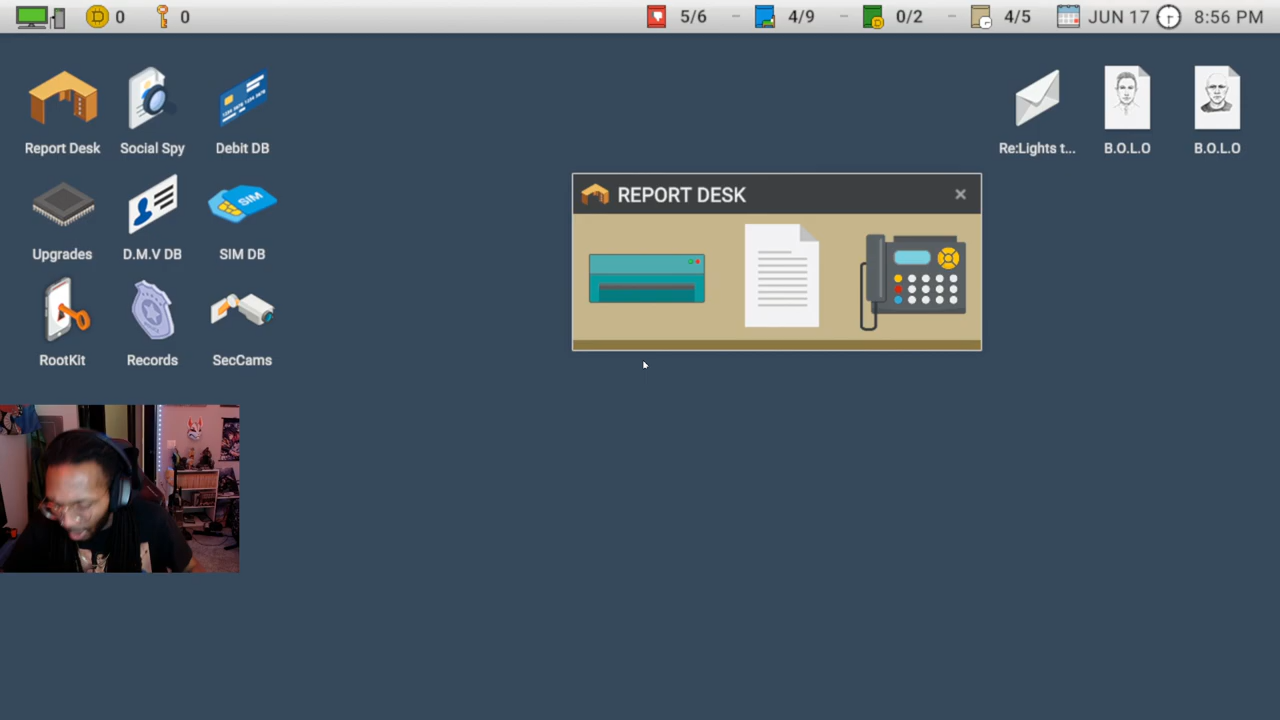 0 0 5/6 - 4/9 - 0/2 - 4/5 JUN 17 8:56 PM
Report Desk Social Spy Debit DB Re:Lights t... B.O.L.O B.O.L.O
REPORT DESK
Upgrades D.M.V DB SIM DB
RootKit Records SecCams